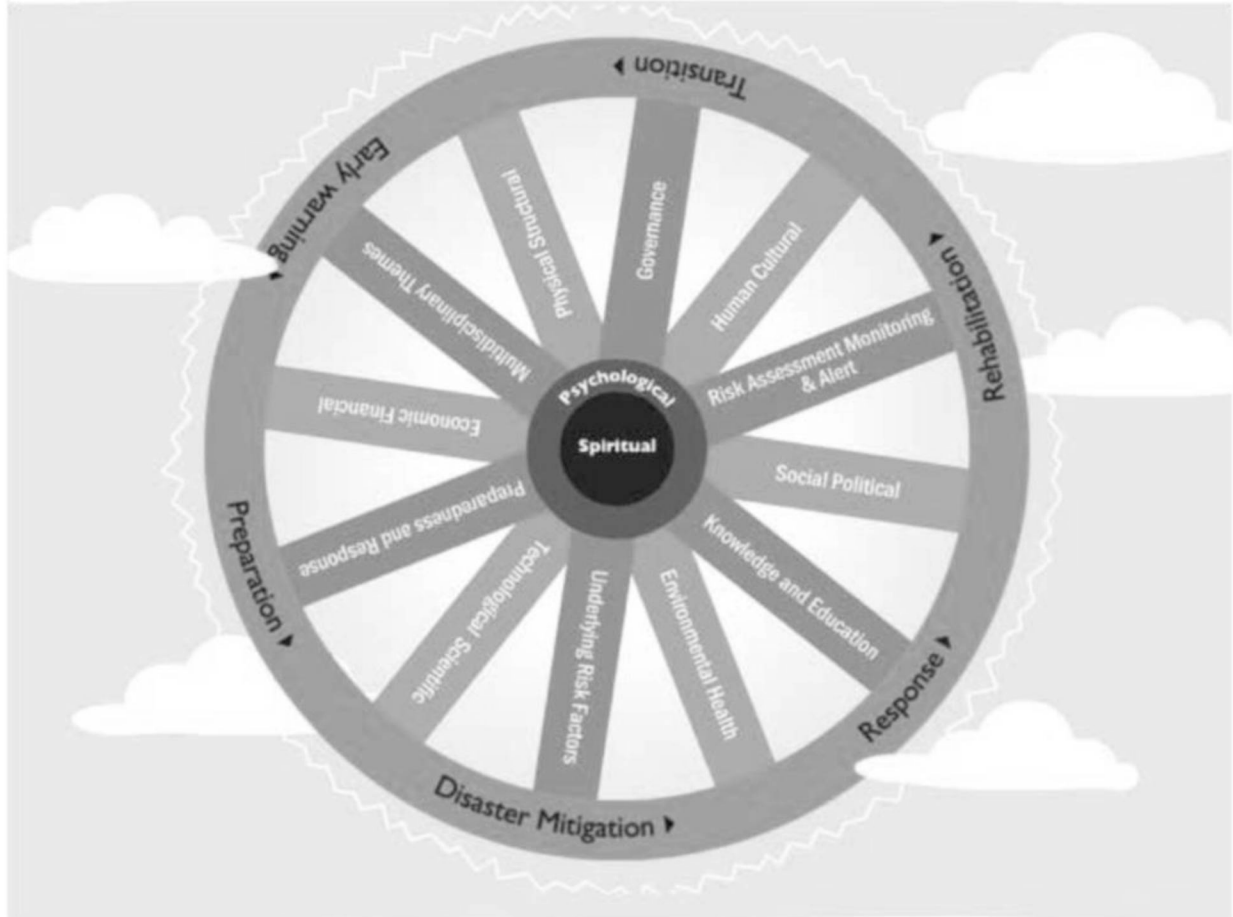 Transition
Rehabilitation
Response
Disaster Mitigation
Preparation
Early warning
Governance
Human Cultural
Risk Assessment Monitoring
& Alert
Social Political
Knowledge and Education
Environmental Health
Underlying Risk Factors
Technological Scientific
Preparedness and Response
Economic Financial
Multidisciplinary Themes
Physical Structural
Psychological
Spiritual